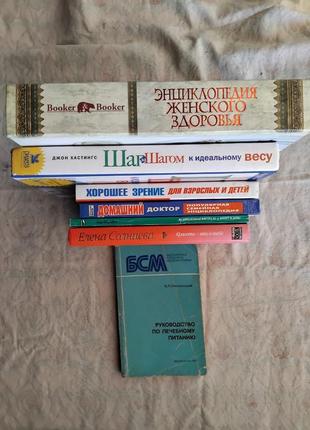 Booker Booker
ЭНЦИКЛОПЕДИЯ
ЖЕНСКОГО
ЗДОРОВЬЯ
ДЖОН ХАСТИНГС
Шаг за Шагом к идеальному весу
ХОРОШЕЕ ЗРЕНИЕ ДЛЯ ВЗРОСЛЫХ И ДЕТЕЙ
ДОМАШНИЙ ДОКТОР
ПОПУЛЯРНАЯ
СЕМЕЙНАЯ
ЭНЦИКЛОПЕДИЯ
Елена Солнцева
БСМ
РУКОВОДСТВО
ПО ЛЕЧЕБНОМУ
ПИТАНИЮ